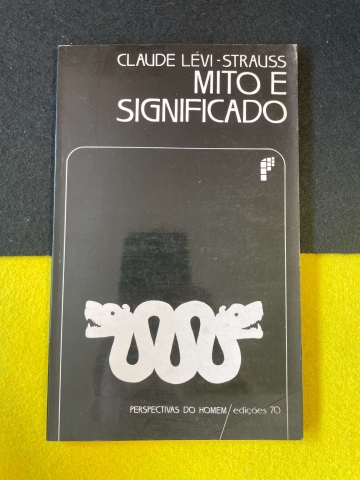 CLAUDE LÉVI-STRAUSS
MITO E
SIGNIFICADO
PERSPECTIVAS DO HOMEM/edições 70